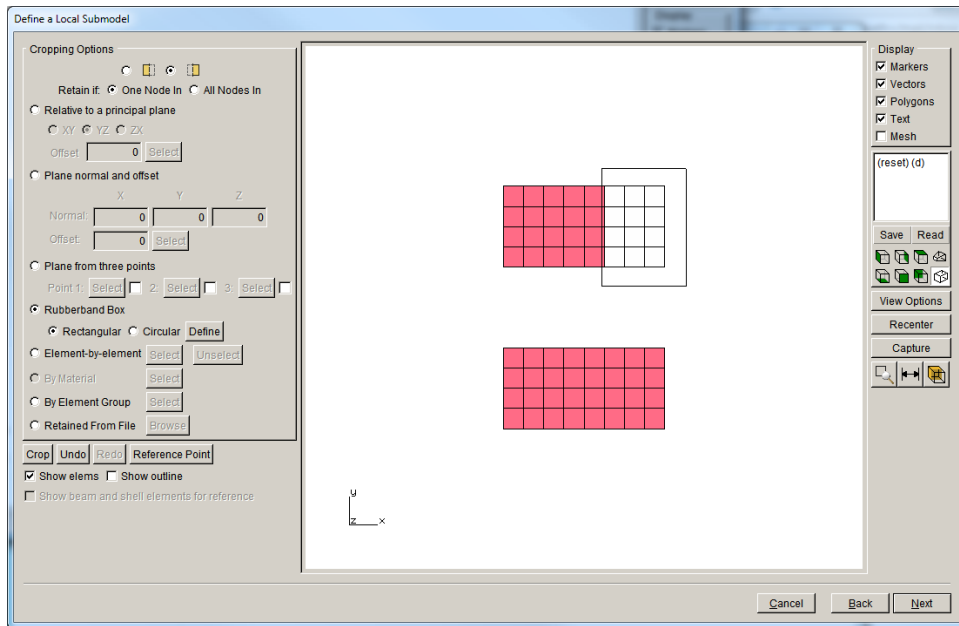 Define a Local Submodel
Cropping Options
Retain if: One Node In All Nodes In
Relative to a principal plane
XY YZ ZX
Offset 0 Select
Plane normal and offset
X Y Z
Normal: 0 0 0
Offset: 0 Select
Plane from three points
Point 1: Select 2: Select 3: Select
Rubberband Box
Rectangular Circular Define
Element-by-element Select Unselect
By Material Select
By Element Group Select
Retained From File Browse
Crop Undo Redo Reference Point
Show elems Show outline
Show beam and shell elements for reference
y
z x
Display
Markers
Vectors
Polygons
Text
Mesh
(reset) (d)
Save Read
View Options
Recenter
Capture
Cancel Back Next